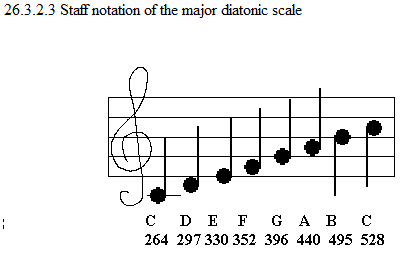 26.3.2.3 Staff notation of the major diatonic scale
C D E F G A B C
264 297 330 352 396 440 495 528